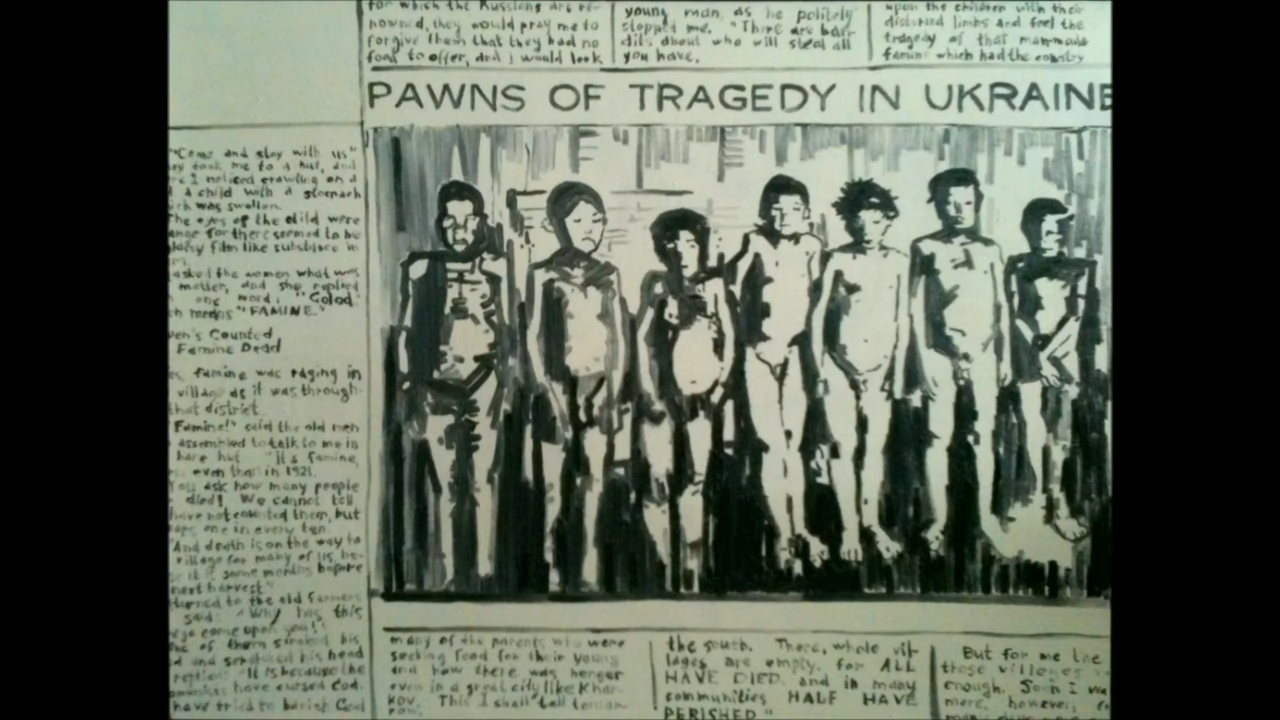 for which the Russians are re-
nowned, they would pray me to
forgive them that they had no
food to offer, and I would look
young man, as he politely
stopped me. "There are ban-
dits about who will steal all
you have.
upon the children with their
distorted limbs and feel the
tragedy of that man-made
famine which had the country
PAWNS OF TRAGEDY IN UKRAINE
"Come and stay with us"
took me to a hut, and
I noticed crawling on a
a child with a stomach
was swollen.
The eyes of the child were
for there seemed to be
film like substance in
asked the women what was
matter, and she replied
one word: "Golod"
means "FAMINE."
Counted
Famine Dead
famine was raging in
village as it was through-
that district.
Famine!" said the old men
assembled to talk to me in
hut "It's famine,
even than in 1921.
You ask how many people
died! We cannot tell
have not counted them, but
one in every ten.
"And death is on the way to
village for many of us, be-
it is some months before
next harvest"
turned to the old farmers
said: "Why has this
come upon you!"
of them stroked his
and scratched his head
"It is because the
have cursed God.
have tried to banish God
many of the parents who were
seeking food for their young
and how there was hunger
even in a great city like Khar-
kov. This I shall tell
the south. There, whole vil-
lages are empty. for ALL
HAVE DIED. and in many
communities HALF HAVE
PERISHED."
But for me the
those villages
enough. Soon I
more, however,